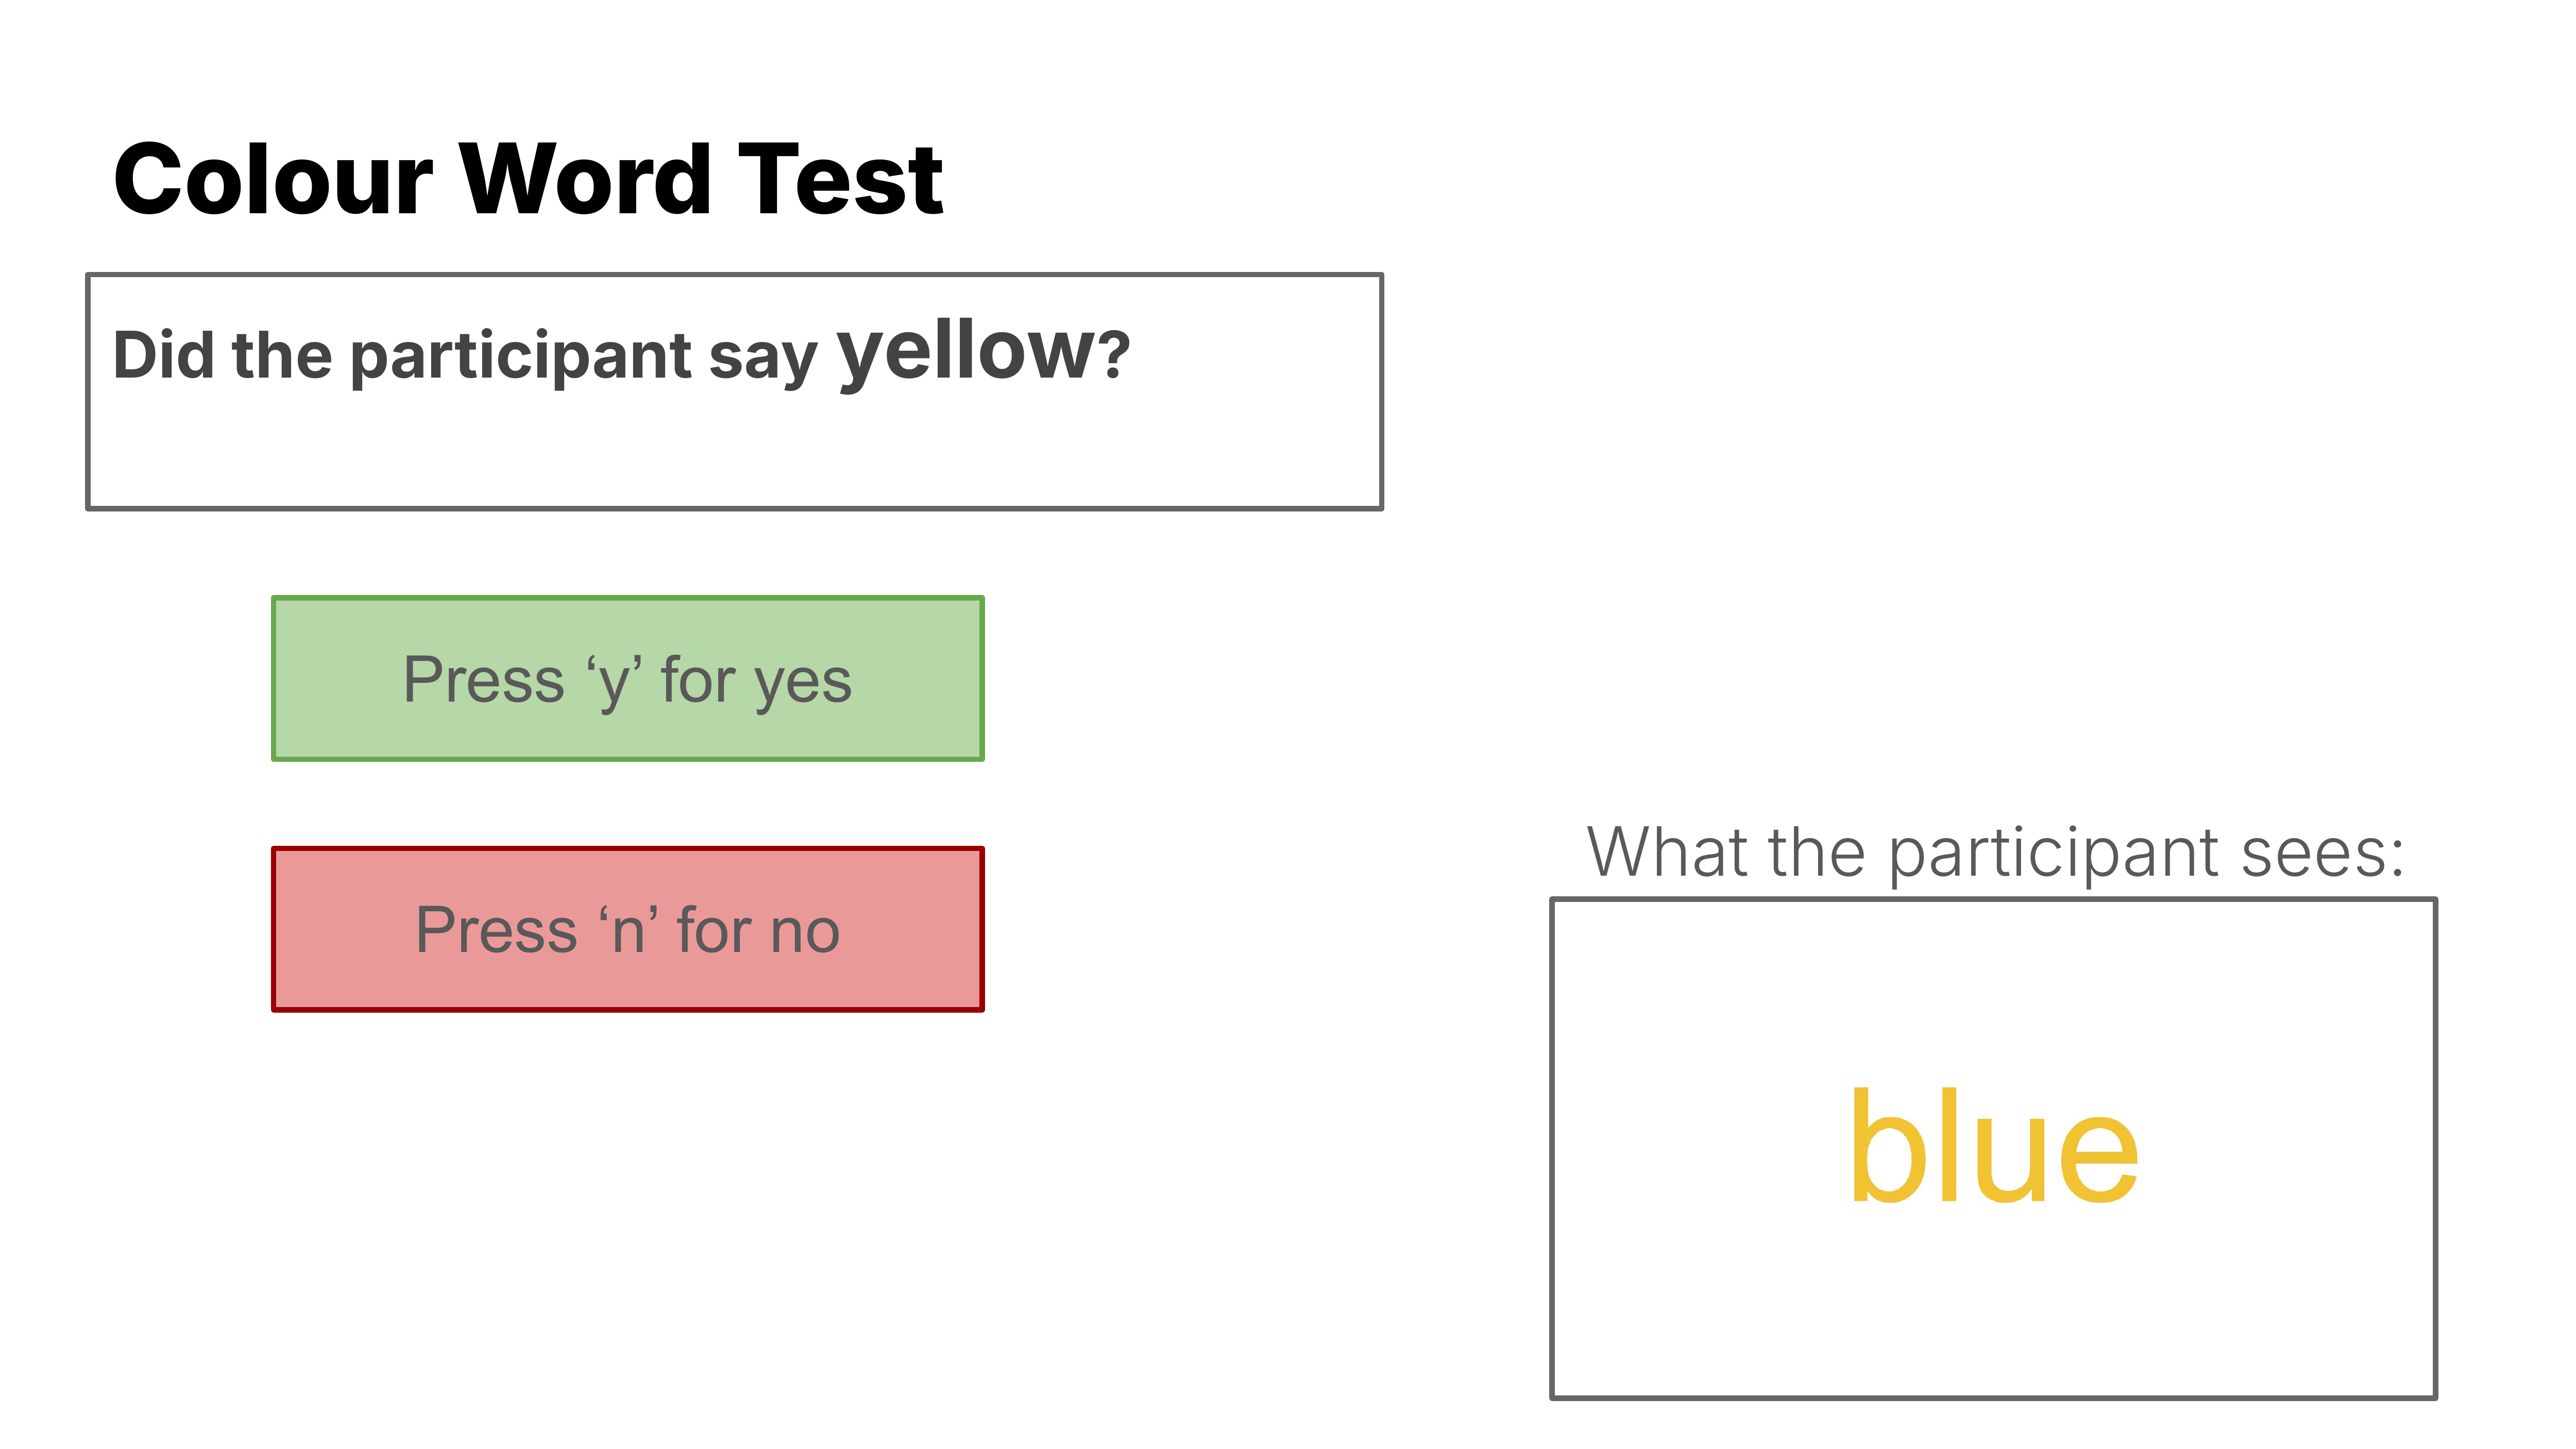 Colour Word Test
Did the participant say yellow?
Press ‘y’ for yes
Press ‘n’ for no
What the participant sees:
blue